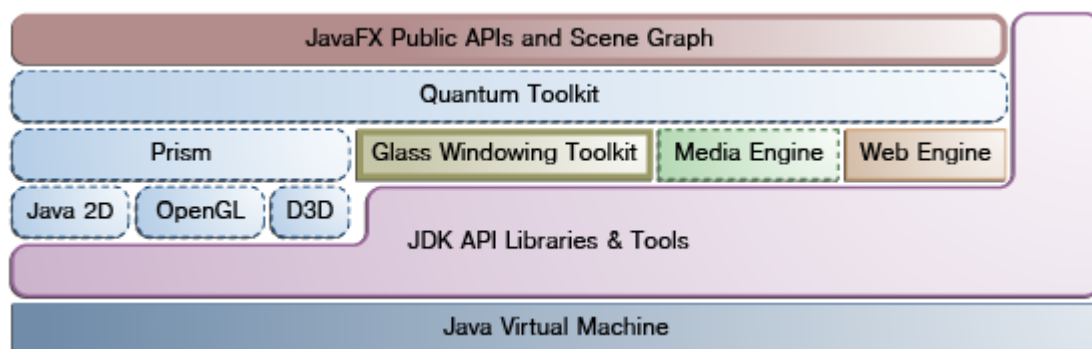 JavaFX Public APIs and Scene Graph
Quantum Toolkit
Prism
Glass Windowing Toolkit
Media Engine
Web Engine
Java 2D
OpenGL
D3D
JDK API Libraries & Tools
Java Virtual Machine